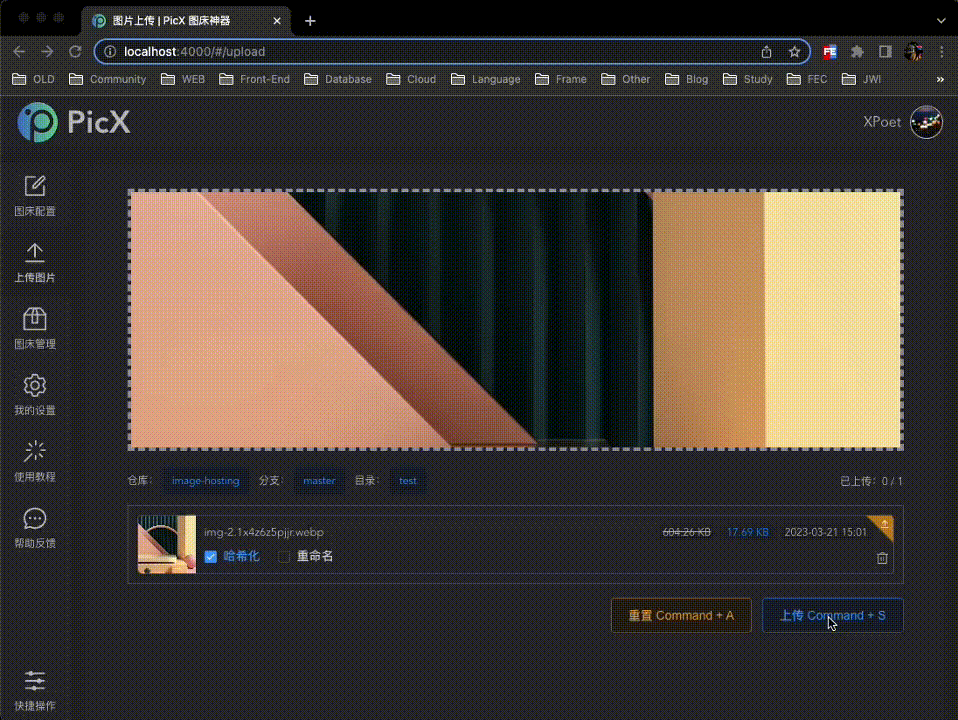 图片上传 | PicX 图床神器
localhost:4000/#/upload
OLD Community WEB Front-End Database Cloud Language Frame Other Blog Study FEC JWI »
PicX
XPoet
图床配置
上传图片
图床管理
我的设置
使用教程
帮助反馈
快捷操作
仓库： image-hosting 分支： master 目录： test 已上传：0 / 1
img-2.1x4z6z5pjjr.webp 604.26 KB 17.69 KB 2023-03-21 15:01
哈希化 重命名
重置 Command + A 上传 Command + S